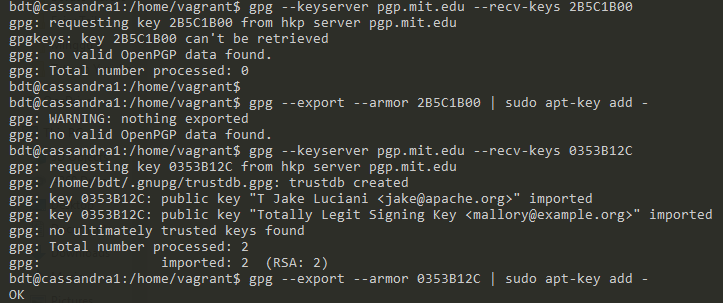 bdt@cassandra1:/home/vagrant$ gpg --keyserver pgp.mit.edu --recv-keys 2B5C1B00
gpg: requesting key 2B5C1B00 from hkp server pgp.mit.edu
gpgkeys: key 2B5C1B00 can't be retrieved
gpg: no valid OpenPGP data found.
gpg: Total number processed: 0
bdt@cassandra1:/home/vagrant$
bdt@cassandra1:/home/vagrant$ gpg --export --armor 2B5C1B00 | sudo apt-key add -
gpg: WARNING: nothing exported
gpg: no valid OpenPGP data found.
bdt@cassandra1:/home/vagrant$ gpg --keyserver pgp.mit.edu --recv-keys 0353B12C
gpg: requesting key 0353B12C from hkp server pgp.mit.edu
gpg: /home/bdt/.gnupg/trustdb.gpg: trustdb created
gpg: key 0353B12C: public key "T Jake Luciani <jake@apache.org>" imported
gpg: key 0353B12C: public key "Totally Legit Signing Key <mallory@example.org>" imported
gpg: no ultimately trusted keys found
gpg: Total number processed: 2
gpg:               imported: 2  (RSA: 2)
bdt@cassandra1:/home/vagrant$ gpg --export --armor 0353B12C | sudo apt-key add -
OK